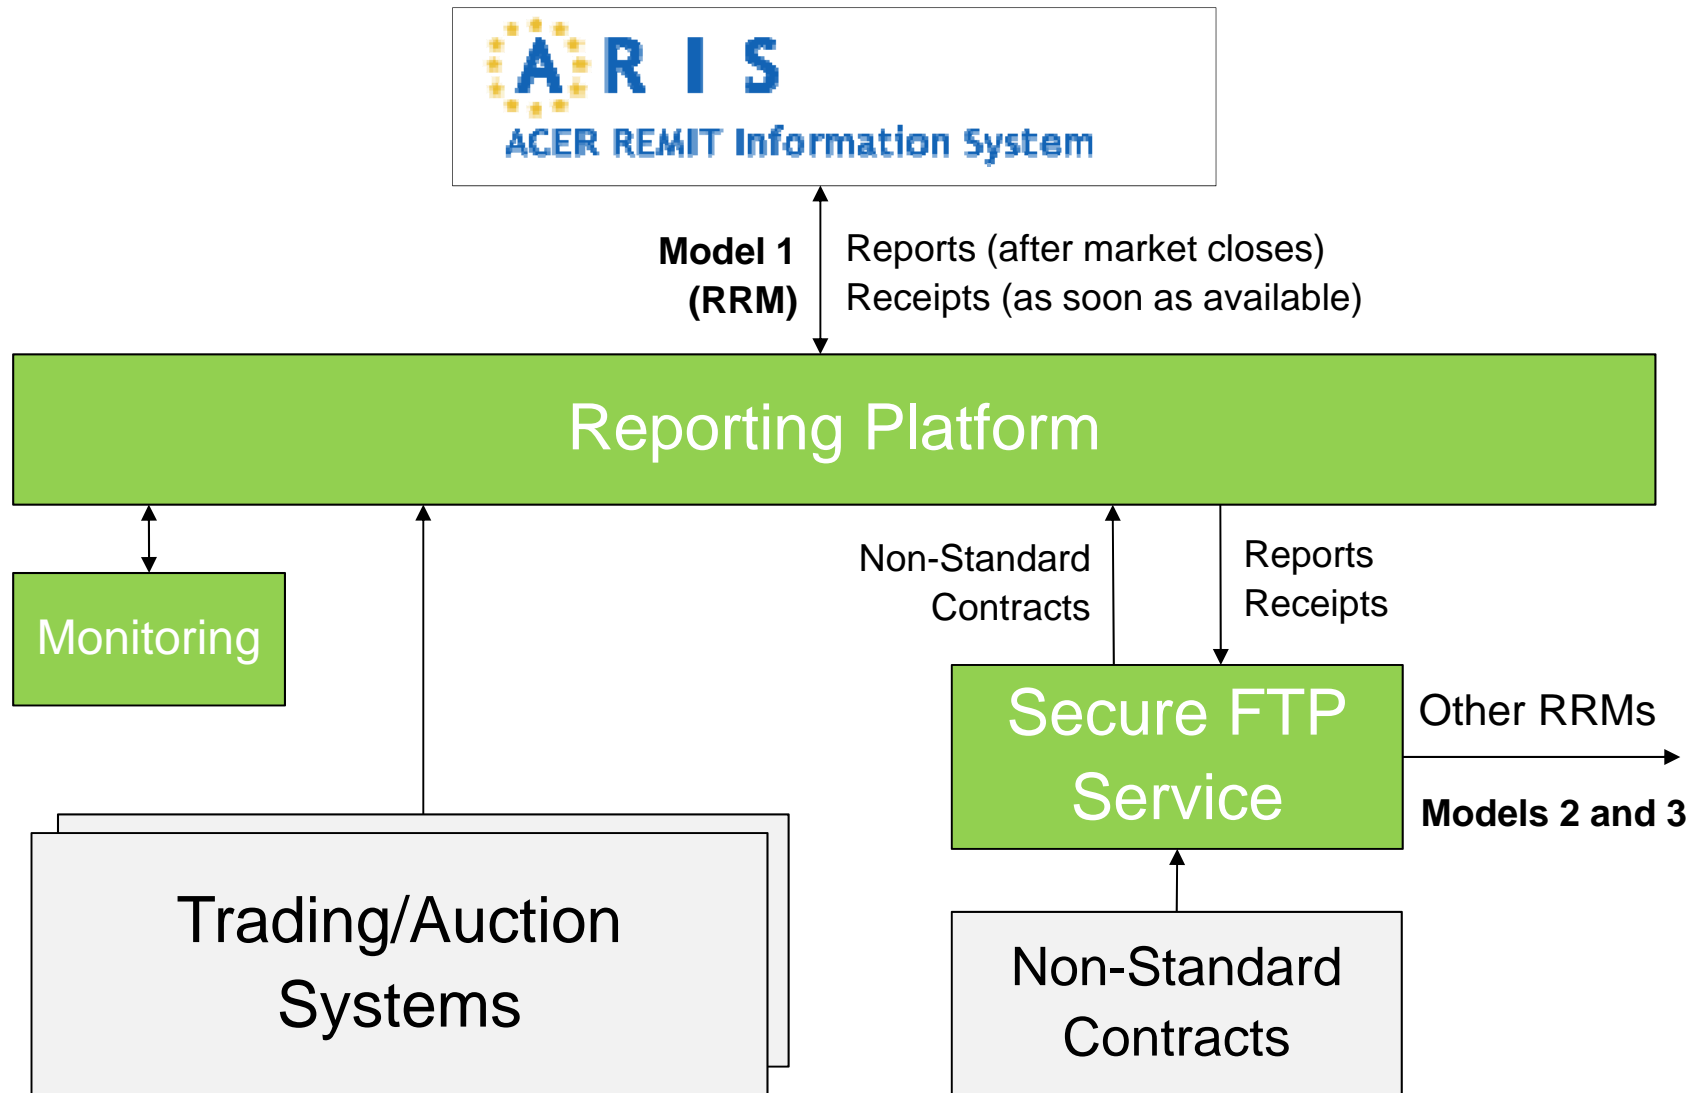 A R I S
ACER REMIT Information System
Model 1
(RRM)
Reports (after market closes)
Receipts (as soon as available)
Reporting Platform
Monitoring
Non-Standard
Contracts
Reports
Receipts
Secure FTP
Service
Other RRMs
Models 2 and 3
Trading/Auction
Systems
Non-Standard
Contracts